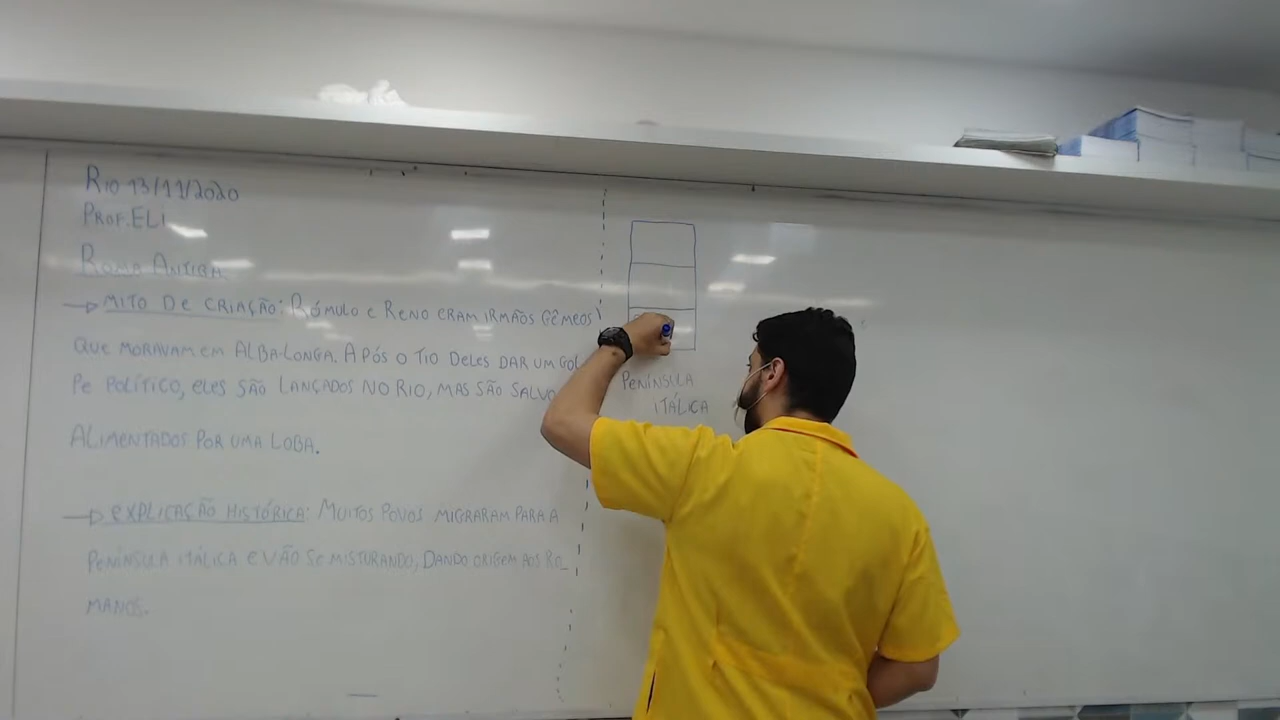 RIO 13/11/2020
PROF. ELI
ROMA ANTIGA
MITO DE CRIAÇÃO: RÔMULO E REMO ERAM IRMÃOS GÊMEOS
QUE MORAVAM EM ALBA-LONGA. APÓS O TIO DELES DAR UM GOL
PE POLÍTICO, ELES SÃO LANÇADOS NO RIO, MAS SÃO
ALIMENTADOS POR UMA LOBA.
EXPLICAÇÃO HISTÓRICA: MUITOS POVOS MIGRARAM PARA A
PENÍNSULA ITÁLICA E VÃO SE MISTURANDO, DANDO ORIGEM AOS RO_
MANOS.
PENÍNSULA
ITÁLICA